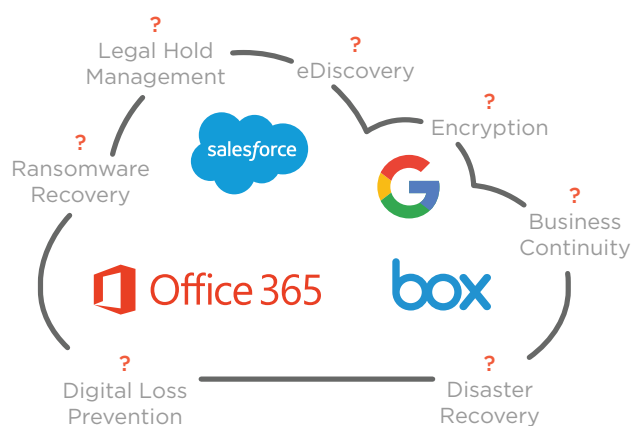 ?
Legal Hold
Management
?
eDiscovery
?
Encryption
?
Ransomware
Recovery
salesforce
?
Business
Continuity
Office 365
box
?
Digital Loss
Prevention
?
Disaster
Recovery